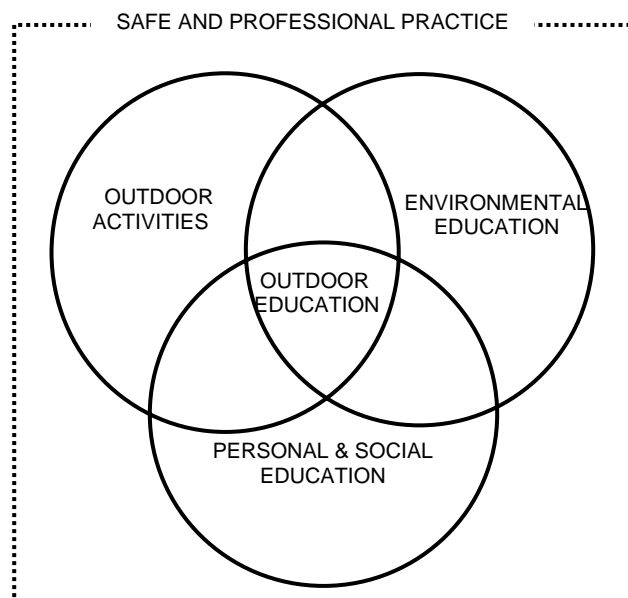 SAFE AND PROFESSIONAL PRACTICE
OUTDOOR
ACTIVITIES
ENVIRONMENTAL
EDUCATION
OUTDOOR
EDUCATION
PERSONAL & SOCIAL
EDUCATION